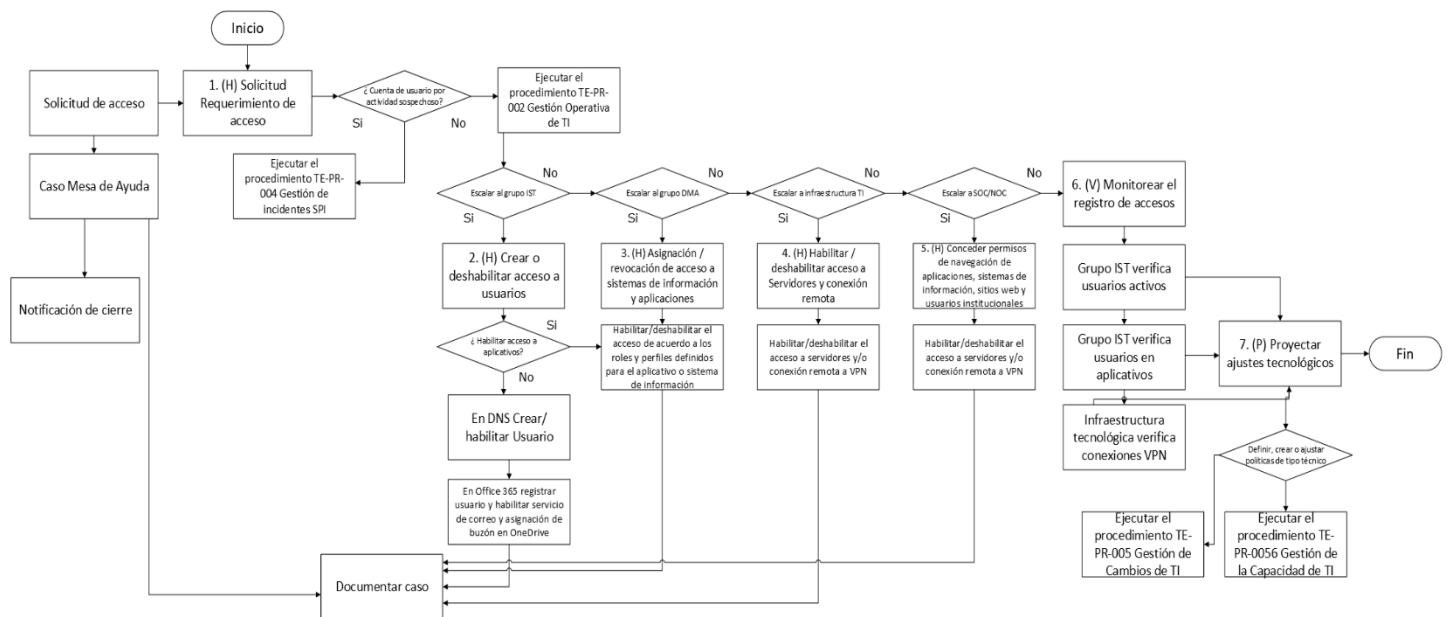 Inicio
Solicitud de acceso
1. (H) Solicitud
Requerimiento de
acceso
¿ Cuenta de usuario por
actividad sospechoso?
Si
No
Ejecutar el
procedimiento TE-PR-
002 Gestión Operativa
de TI
Caso Mesa de Ayuda
Ejecutar el
procedimiento TE-PR-
004 Gestión de
incidentes SPI
Notificación de cierre
Escalar al grupo IST
No
Si
Escalar al grupo DMA
No
Si
Escalar a infraestructura TI
No
Si
Escalar a SOC/NOC
No
Si
6. (V) Monitorear el
registro de accesos
2. (H) Crear o
deshabilitar acceso a
usuarios
3. (H) Asignación /
revocación de acceso a
sistemas de información
y aplicaciones
4. (H) Habilitar /
deshabilitar acceso a
Servidores y conexión
remota
5. (H) Conceder permisos
de navegación de
aplicaciones, sistemas de
información, sitios web y
usuarios institucionales
Grupo IST verifica
usuarios activos
¿ Habilitar acceso a
aplicativos?
Si
No
Habilitar/deshabilitar el
acceso de acuerdo a los
roles y perfiles definidos
para el aplicativo o sistema
de información
Habilitar/deshabilitar el
acceso a servidores y/o
conexión remota a VPN
Habilitar/deshabilitar el
acceso a servidores y/o
conexión remota a VPN
Grupo IST verifica
usuarios en
aplicativos
7. (P) Proyectar
ajustes tecnológicos
Fin
En DNS Crear/
habilitar Usuario
Infraestructura
tecnológica verifica
conexiones VPN
Definir, crear o ajustar
políticas de tipo técnico
En Office 365 registrar
usuario y habilitar servicio
de correo y asignación de
buzón en OneDrive
Ejecutar el
procedimiento TE-
PR-005 Gestión de
Cambios de TI
Ejecutar el
procedimiento TE-
PR-0056 Gestión de
la Capacidad de TI
Documentar caso